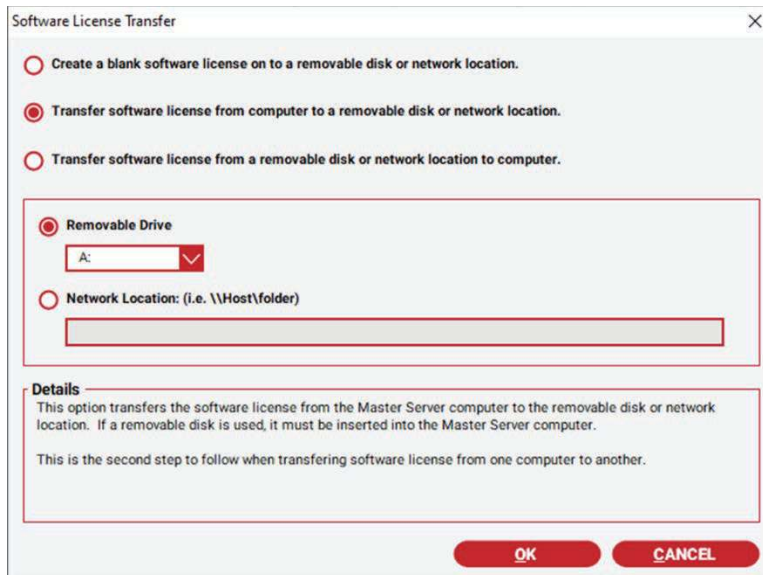 Software License Transfer
Create a blank software license on to a removable disk or network location.
Transfer software license from computer to a removable disk or network location.
Transfer software license from a removable disk or network location to computer.
Removable Drive
A:
Network Location: (i.e. \\Host\folder)
Details
This option transfers the software license from the Master Server computer to the removable disk or network
location. If a removable disk is used, it must be inserted into the Master Server computer.
This is the second step to follow when transfering software license from one computer to another.
OK
CANCEL